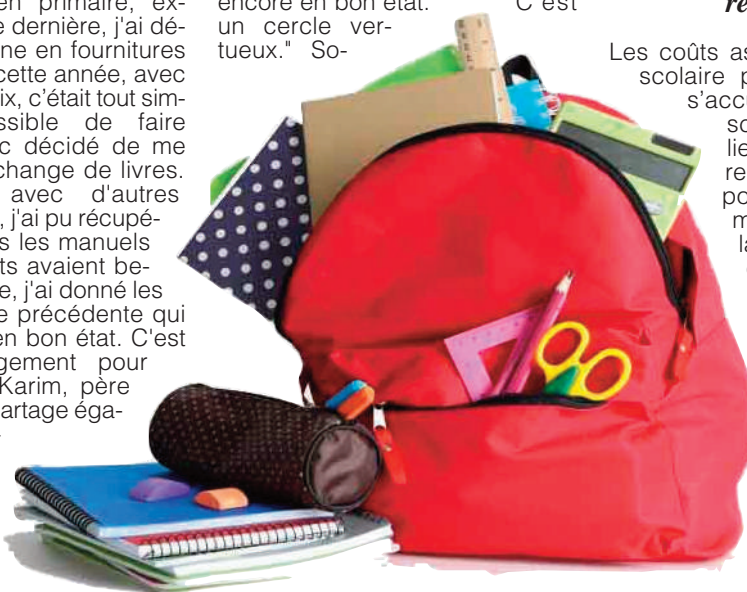 en primaire, ex-
e dernière, j'ai dé-
ne en fournitures
cette année, avec
ix, c'était tout sim-
ssible de faire
c décidé de me
change de livres.
avec d'autres
, j'ai pu récupé-
s les manuels
ts avaient be-
e, j'ai donné les
e précédente qui
en bon état. C'est
gement pour
Karim, père
artage éga-
encore en bon état.
un cercle ver-
tueux." So-
C'est
re
Les coûts as
scolaire p
s'accu
so
lie
re
po
m
la